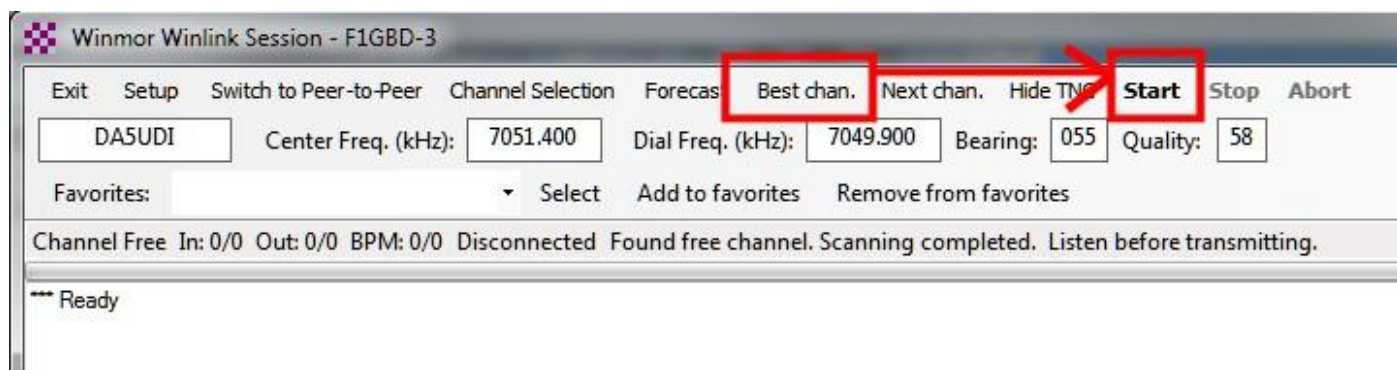 Winmor Winlink Session - F1GBD-3
Exit Setup Switch to Peer-to-Peer Channel Selection Forecas Best chan. Next chan. Hide TNC Start Stop Abort
DA5UDI Center Freq. (kHz): 7051.400 Dial Freq. (kHz): 7049.900 Bearing: 055 Quality: 58
Favorites: Select Add to favorites Remove from favorites
Channel Free In: 0/0 Out: 0/0 BPM: 0/0 Disconnected Found free channel. Scanning completed. Listen before transmitting.
*** Ready